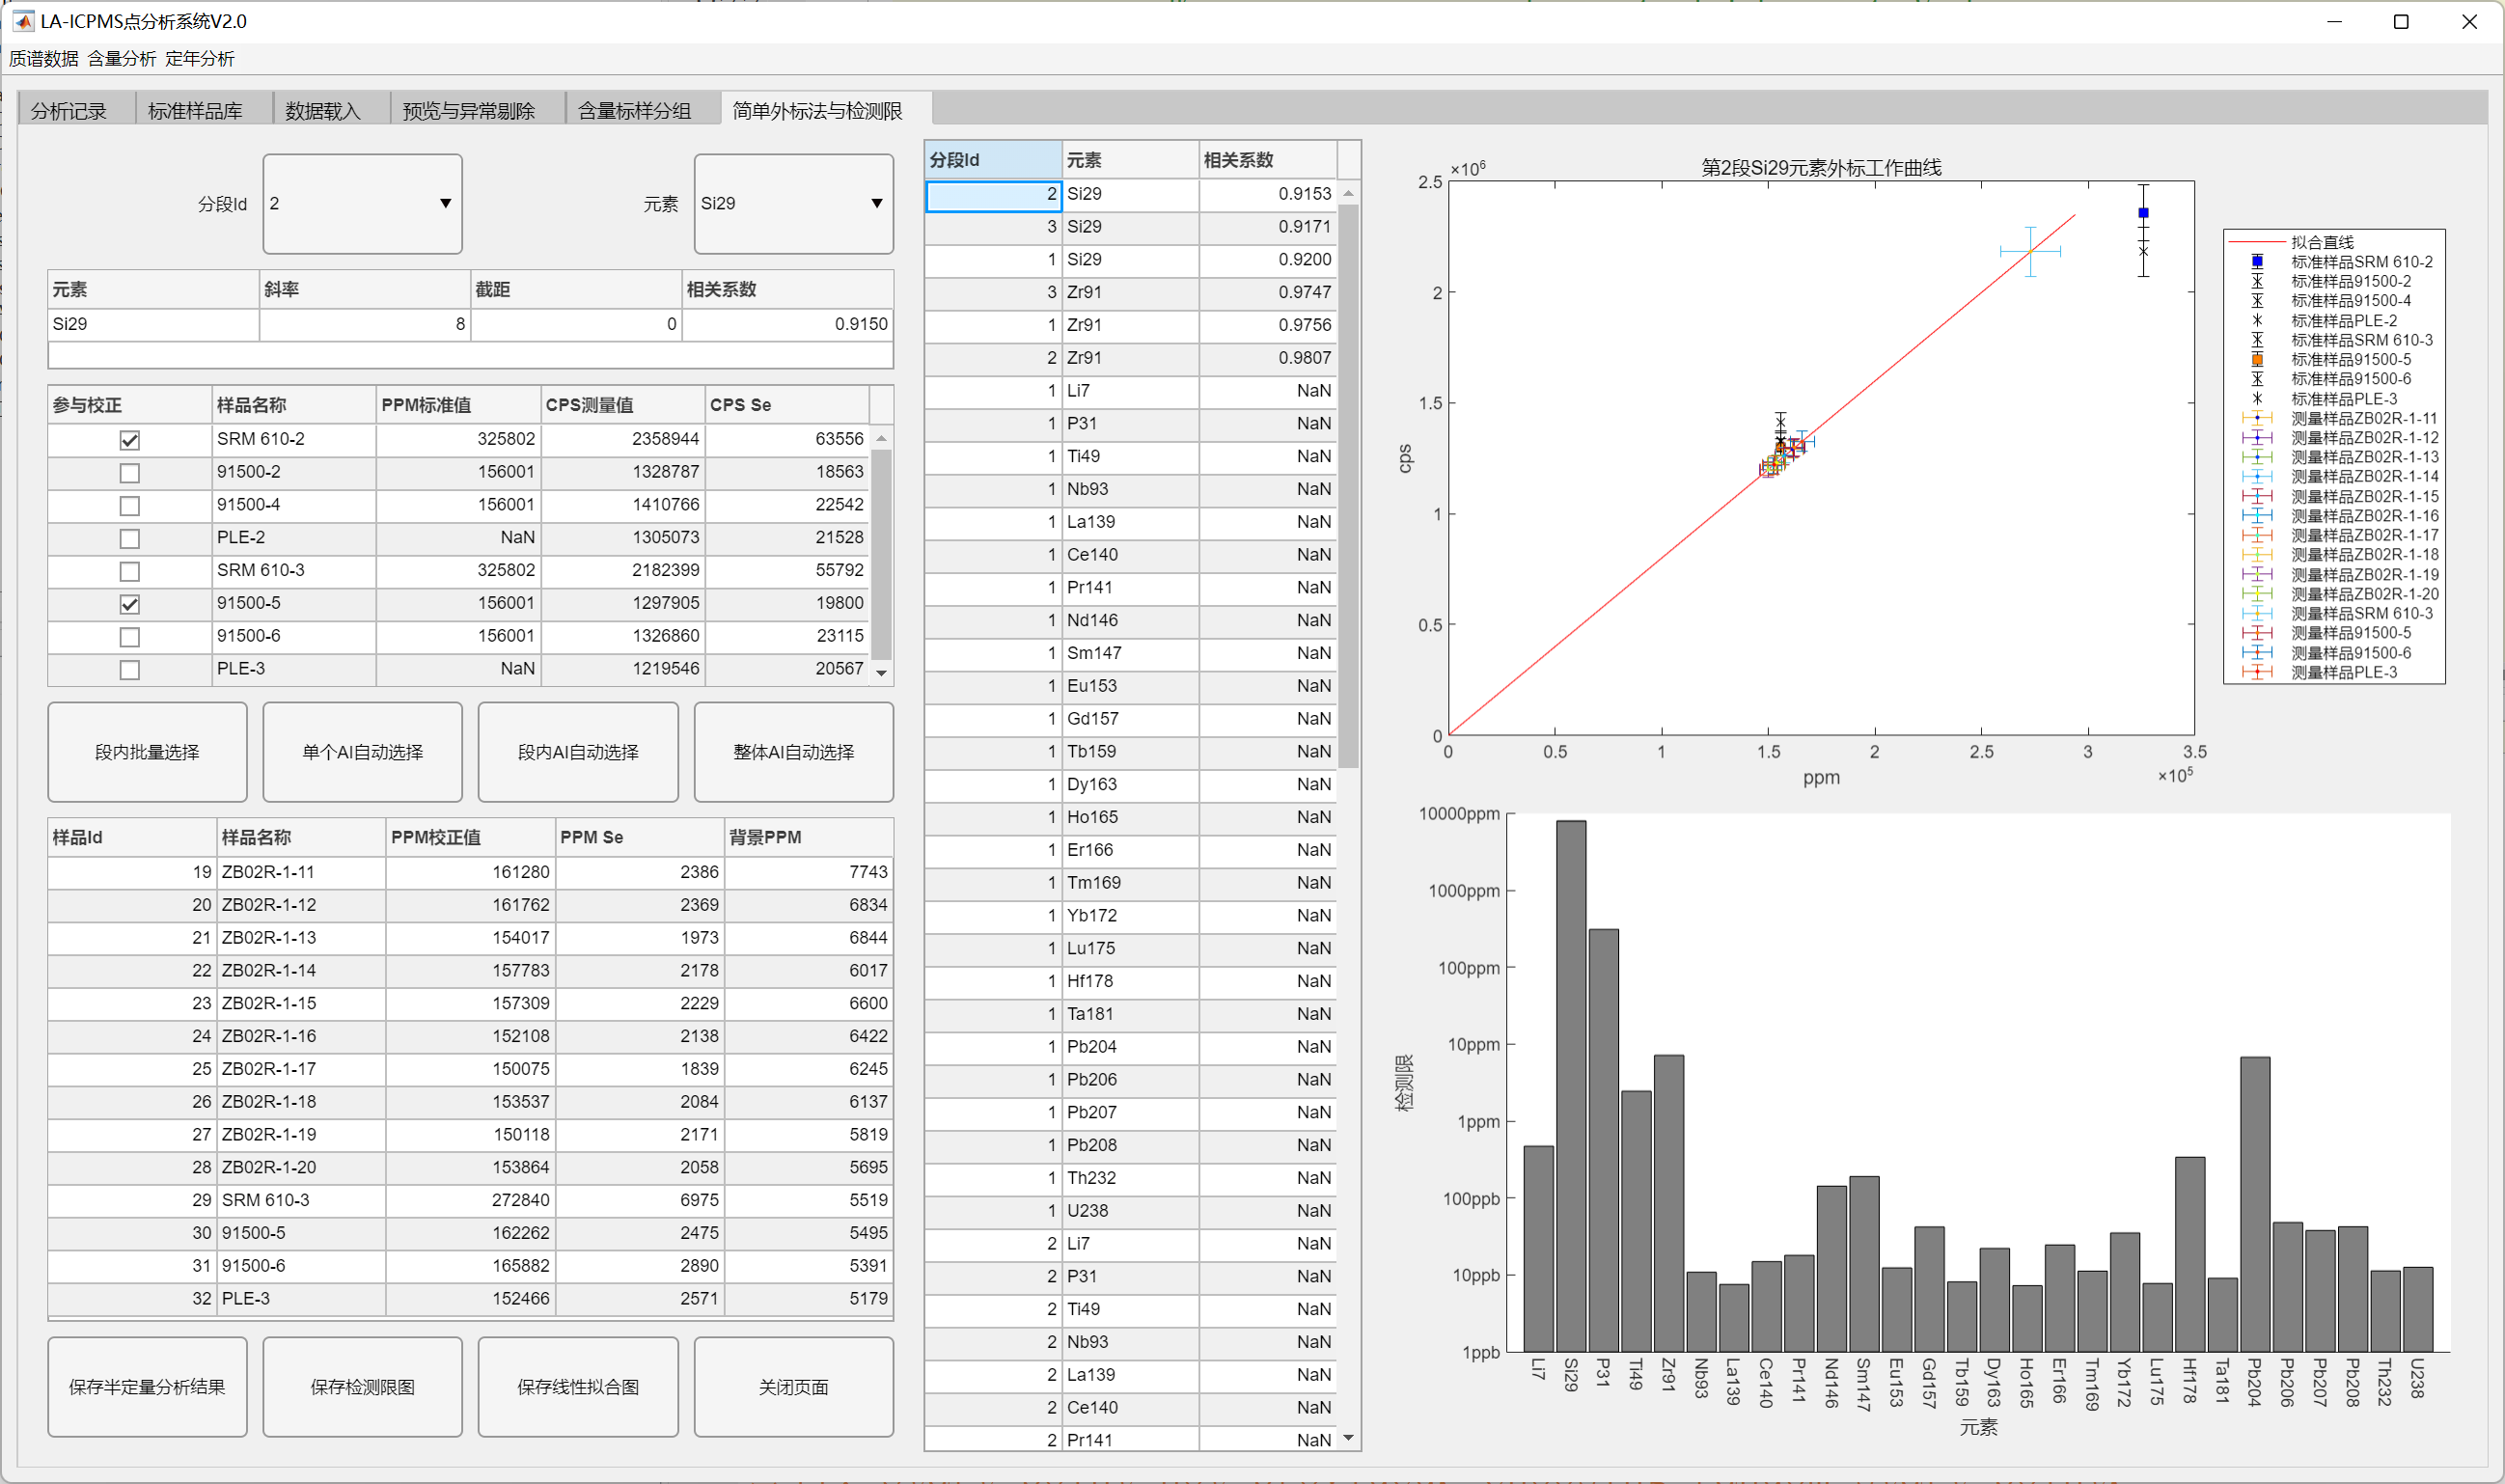 LA-ICPMS点分析系统V2.0
质谱数据 含量分析 定年分析
分析记录 标准样品库 数据载入 预览与异常剔除 含量标样分组 简单外标法与检测限
分段Id 2 元素 Si29
元素 斜率 截距 相关系数
Si29 8 0 0.9150
参与校正 样品名称 PPM标准值 CPS测量值 CPS Se
SRM 610-2 325802 2358944 63556
91500-2 156001 1328787 18563
91500-4 156001 1410766 22542
PLE-2 NaN 1305073 21528
SRM 610-3 325802 2182399 55792
91500-5 156001 1297905 19800
91500-6 156001 1326860 23115
PLE-3 NaN 1219546 20567
段内批量选择 单个AI自动选择 段内AI自动选择 整体AI自动选择
样品Id 样品名称 PPM校正值 PPM Se 背景PPM
19 ZB02R-1-11 161280 2386 7743
20 ZB02R-1-12 161762 2369 6834
21 ZB02R-1-13 154017 1973 6844
22 ZB02R-1-14 157783 2178 6017
23 ZB02R-1-15 157309 2229 6600
24 ZB02R-1-16 152108 2138 6422
25 ZB02R-1-17 150075 1839 6245
26 ZB02R-1-18 153537 2084 6137
27 ZB02R-1-19 150118 2171 5819
28 ZB02R-1-20 153864 2058 5695
29 SRM 610-3 272840 6975 5519
30 91500-5 162262 2475 5495
31 91500-6 165882 2890 5391
32 PLE-3 152466 2571 5179
保存半定量分析结果 保存检测限图 保存线性拟合图 关闭页面
分段Id 元素 相关系数
2 Si29 0.9153
3 Si29 0.9171
1 Si29 0.9200
3 Zr91 0.9747
1 Zr91 0.9756
2 Zr91 0.9807
1 Li7 NaN
1 P31 NaN
1 Ti49 NaN
1 Nb93 NaN
1 La139 NaN
1 Ce140 NaN
1 Pr141 NaN
1 Nd146 NaN
1 Sm147 NaN
1 Eu153 NaN
1 Gd157 NaN
1 Tb159 NaN
1 Dy163 NaN
1 Ho165 NaN
1 Er166 NaN
1 Tm169 NaN
1 Yb172 NaN
1 Lu175 NaN
1 Hf178 NaN
1 Ta181 NaN
1 Pb204 NaN
1 Pb206 NaN
1 Pb207 NaN
1 Pb208 NaN
1 Th232 NaN
1 U238 NaN
2 Li7 NaN
2 P31 NaN
2 Ti49 NaN
2 Nb93 NaN
2 La139 NaN
2 Ce140 NaN
2 Pr141 NaN
第2段Si29元素外标工作曲线
×10⁶
2.5
2
1.5
1
0.5
0
cps
0 0.5 1 1.5 2 2.5 3 3.5
×10⁵
ppm
拟合直线
标准样品SRM 610-2
标准样品91500-2
标准样品91500-4
标准样品PLE-2
标准样品SRM 610-3
标准样品91500-5
标准样品91500-6
标准样品PLE-3
测量样品ZB02R-1-11
测量样品ZB02R-1-12
测量样品ZB02R-1-13
测量样品ZB02R-1-14
测量样品ZB02R-1-15
测量样品ZB02R-1-16
测量样品ZB02R-1-17
测量样品ZB02R-1-18
测量样品ZB02R-1-19
测量样品ZB02R-1-20
测量样品SRM 610-3
测量样品91500-5
测量样品91500-6
测量样品PLE-3
10000ppm
1000ppm
100ppm
10ppm
1ppm
100ppb
10ppb
1ppb
检测限
Li7 Si29 P31 Ti49 Zr91 Nb93 La139 Ce140 Pr141 Nd146 Sm147 Eu153 Gd157 Tb159 Dy163 Ho165 Er166 Tm169 Yb172 Lu175 Hf178 Ta181 Pb204 Pb206 Pb207 Pb208 Th232 U238
元素